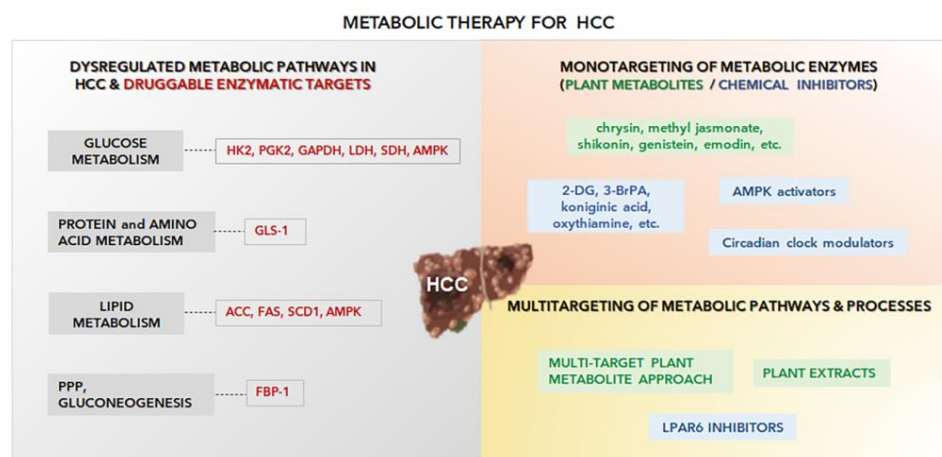 METABOLIC THERAPY FOR HCC
DYSREGULATED METABOLIC PATHWAYS IN
HCC & DRUGGABLE ENZYMATIC TARGETS
GLUCOSE
METABOLISM
HK2, PGK2, GAPDH, LDH, SDH, AMPK
PROTEIN and AMINO
ACID METABOLISM
GLS-1
LIPID
METABOLISM
ACC, FAS, SCD1, AMPK
PPP,
GLUCONEOGENESIS
FBP-1
HCC
MONOTARGETING OF METABOLIC ENZYMES
(PLANT METABOLITES / CHEMICAL INHIBITORS)
chrysin, methyl jasmonate,
shikonin, genistein, emodin, etc.
2-DG, 3-BrPA,
koniginic acid,
oxythiamine, etc.
AMPK activators
Circadian clock modulators
MULTITARGETING OF METABOLIC PATHWAYS & PROCESSES
MULTI-TARGET PLANT
METABOLITE APPROACH
PLANT EXTRACTS
LPAR6 INHIBITORS